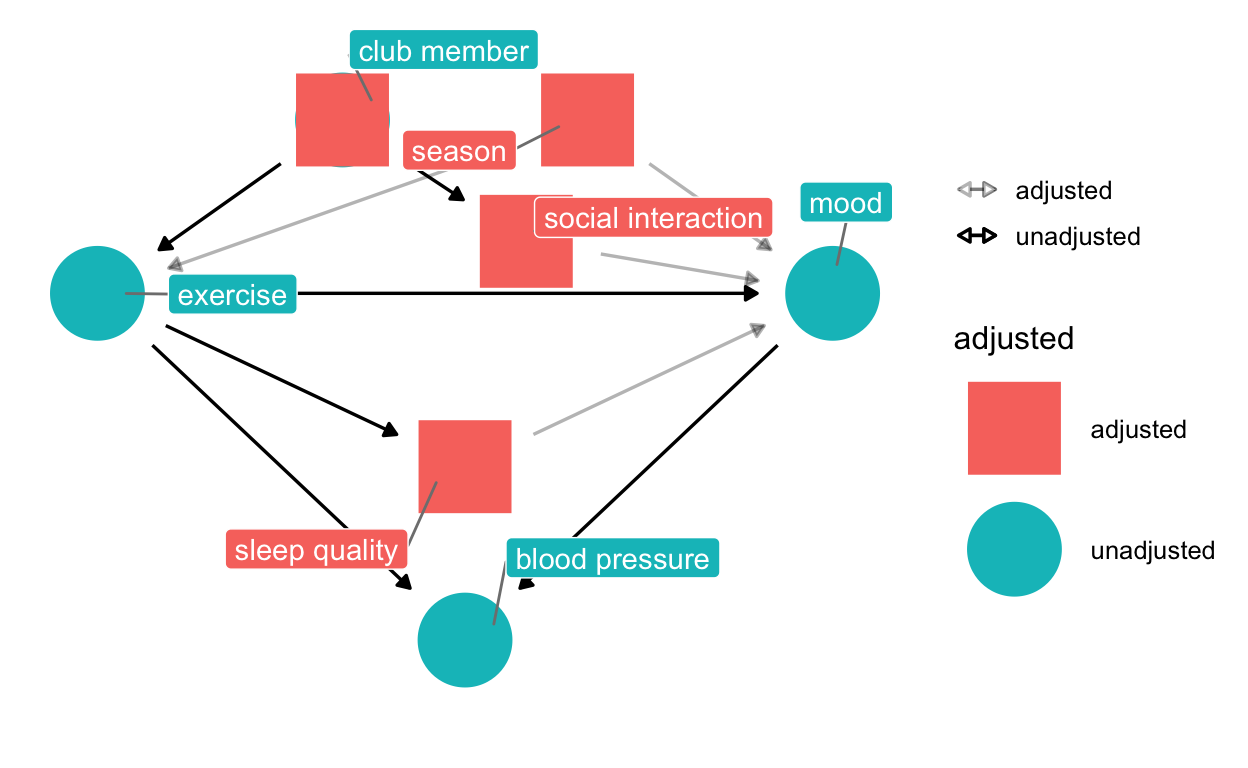 club member
season
social interaction
mood
exercise
sleep quality
blood pressure
adjusted
unadjusted
adjusted
adjusted
unadjusted